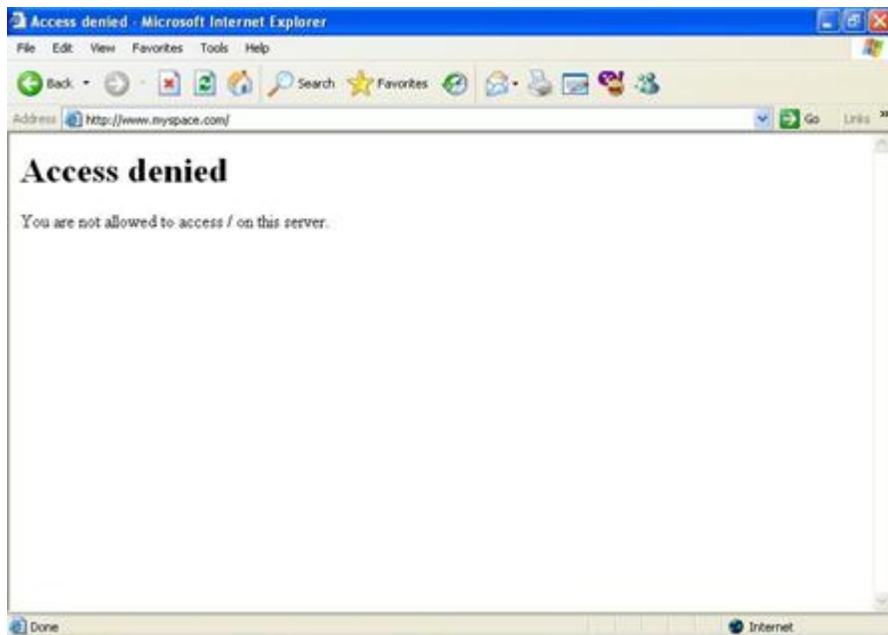 Access denied - Microsoft Internet Explorer
File Edit View Favorites Tools Help
Back Search Favorites
Address http://www.myspace.com/ Go Links »
Access denied
You are not allowed to access / on this server.
Done Internet